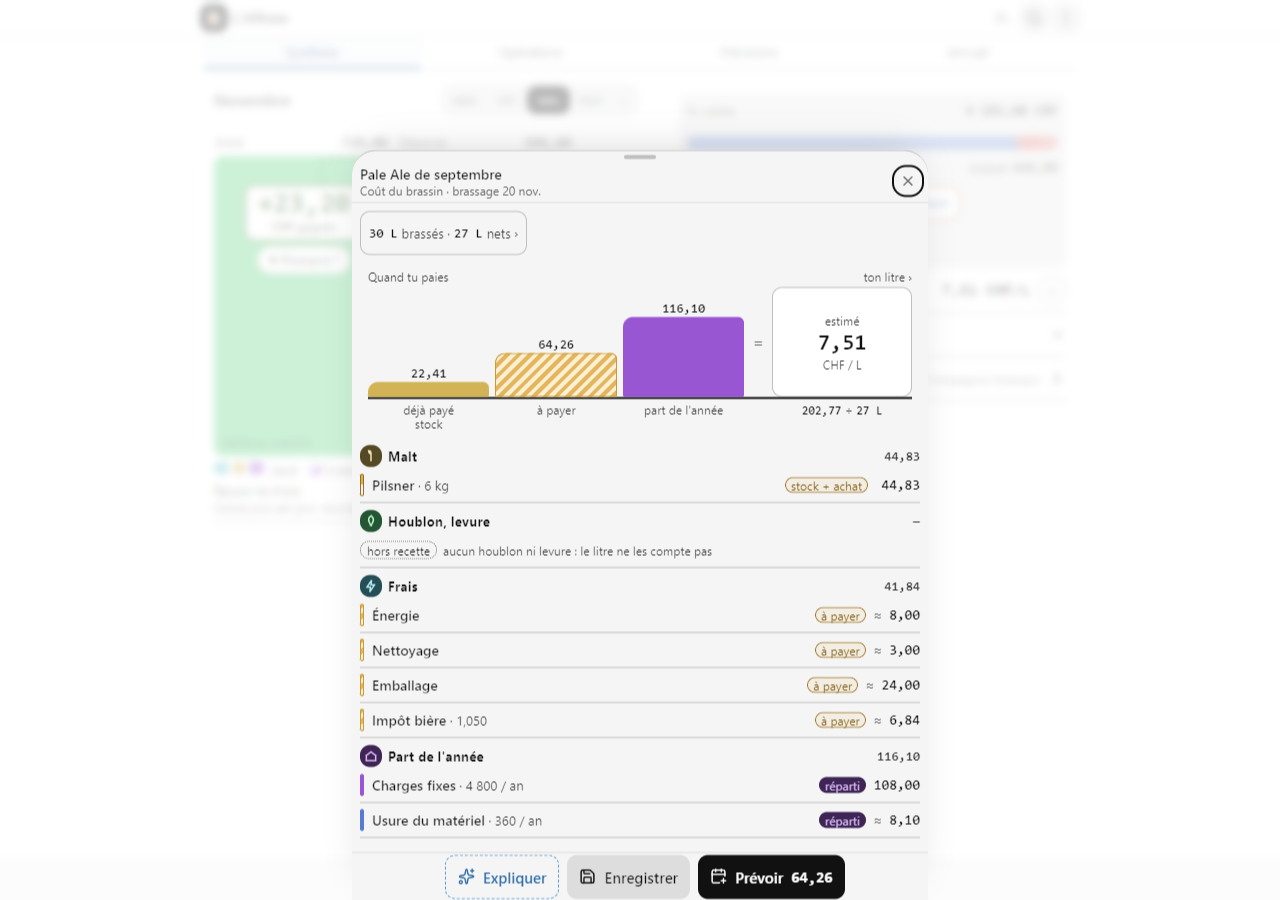 Novembre
+23,20
Pale Ale de septembre
Coût du brassin · brassage 20 nov.
30 L brassés · 27 L nets ›
Quand tu paies
ton litre ›
116,10
64,26
22,41
estimé
7,51
CHF / L
=
déjà payé
stock
à payer
part de l'année
202,77 ÷ 27 L
Malt
44,83
Pilsner · 6 kg
stock + achat
44,83
Houblon, levure
–
hors recette
aucun houblon ni levure : le litre ne les compte pas
Frais
41,84
Énergie
à payer
≈ 8,00
Nettoyage
à payer
≈ 3,00
Emballage
à payer
≈ 24,00
Impôt bière · 1,050
à payer
≈ 6,84
Part de l'année
116,10
Charges fixes · 4 800 / an
réparti
108,00
Usure du matériel · 360 / an
réparti
≈ 8,10
Expliquer
Enregistrer
Prévoir 64,26